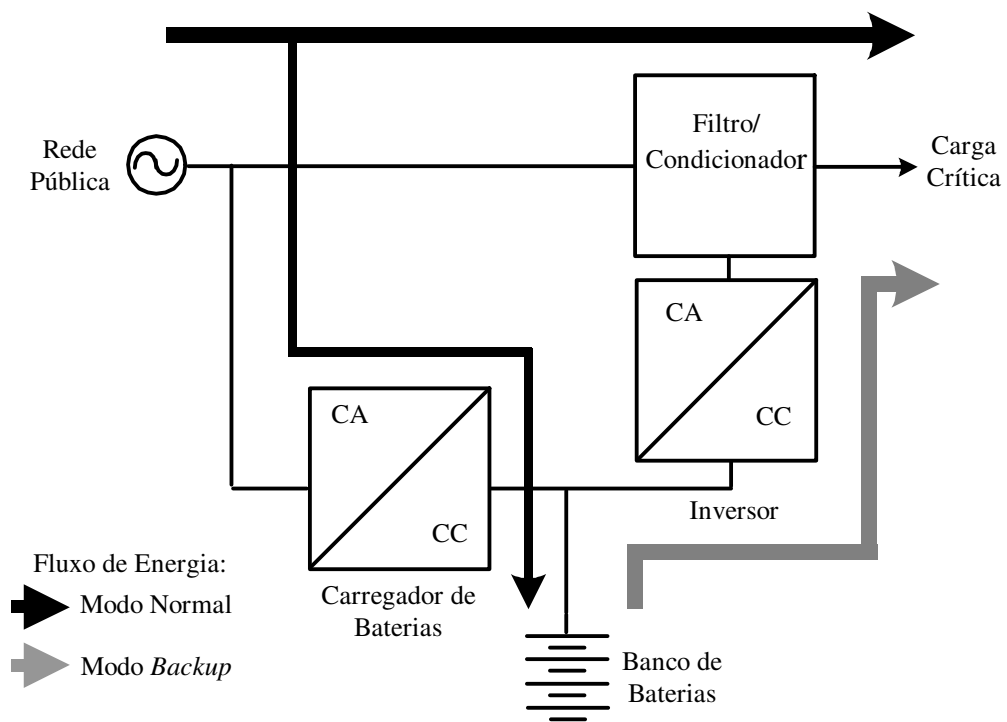 Rede
Pública
Filtro/
Condicionador
Carga
Crítica
CA
CC
Inversor
CA
CC
Carregador de
Baterias
Banco de
Baterias
Fluxo de Energia:
Modo Normal
Modo Backup